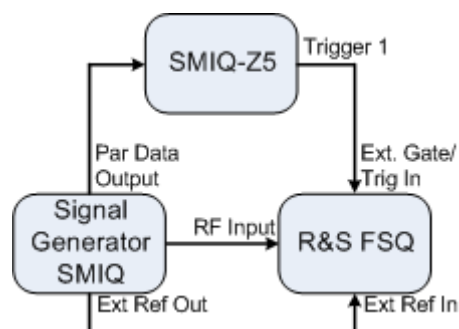 SMIQ-Z5
Trigger 1
Par Data
Output
Ext. Gate/
Trig In
Signal
Generator
SMIQ
RF Input
R&S FSQ
Ext Ref Out
Ext Ref In